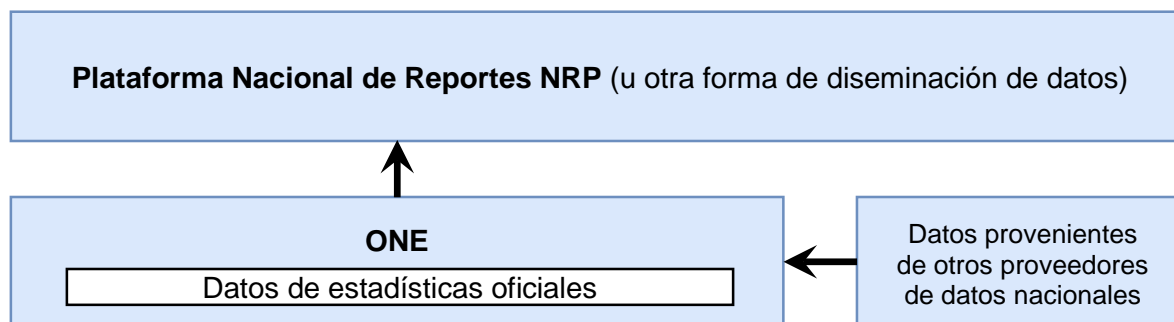 Plataforma Nacional de Reportes NRP (u otra forma de diseminación de datos)
ONE
Datos de estadísticas oficiales
Datos provenientes
de otros proveedores
de datos nacionales